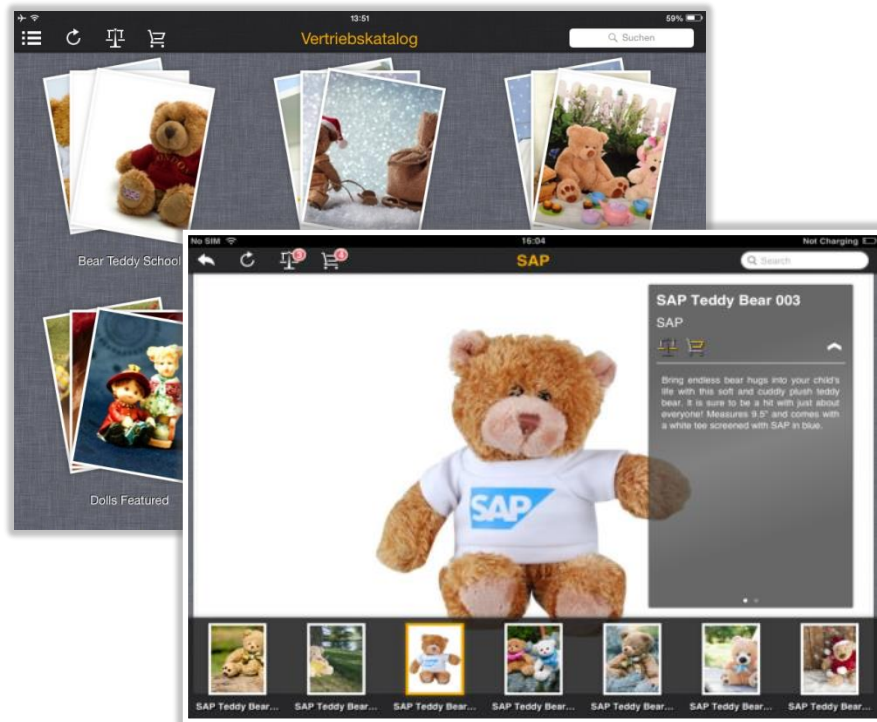 13:51
59%
Vertriebskatalog
Suchen
Bear Teddy School
Dolls Featured
No SIM
16:04
Not Charging
3
4
SAP
Search
SAP Teddy Bear 003
SAP
Bring endless bear hugs into your child's
life with this soft and cuddly plush teddy
bear. It is sure to be a hit with just about
everyone! Measures 9.5" and comes with
a white tee screened with SAP in blue.
SAP
SAP Teddy Bear...
SAP Teddy Bear...
SAP Teddy Bear...
SAP Teddy Bear...
SAP Teddy Bear...
SAP Teddy Bear...
SAP Teddy Bear...